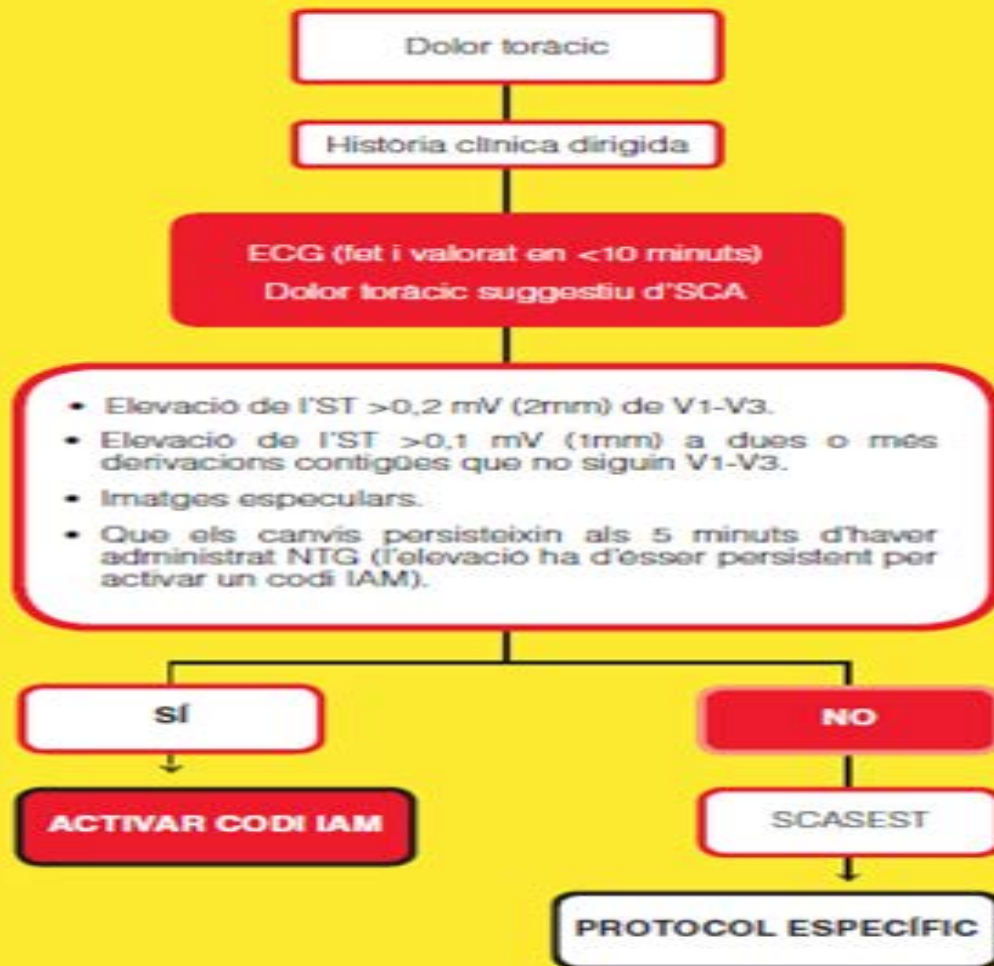 Dolor toràcic
Història clínica dirigida
ECG (fet i valorat en <10 minuts)
Dolor toràcic suggestiu d'SCA
• Elevació de l'ST >0,2 mV (2mm) de V1-V3.
• Elevació de l'ST >0,1 mV (1mm) a dues o més
derivacions contigües que no siguin V1-V3.
• Imatges especulars.
• Que els canvis persisteixin als 5 minuts d'haver
administrat NTG (l'elevació ha d'ésser persistent per
activar un codi IAM).
SÍ
NO
ACTIVAR CODI IAM
SCASEST
PROTOCOL ESPECÍFIC